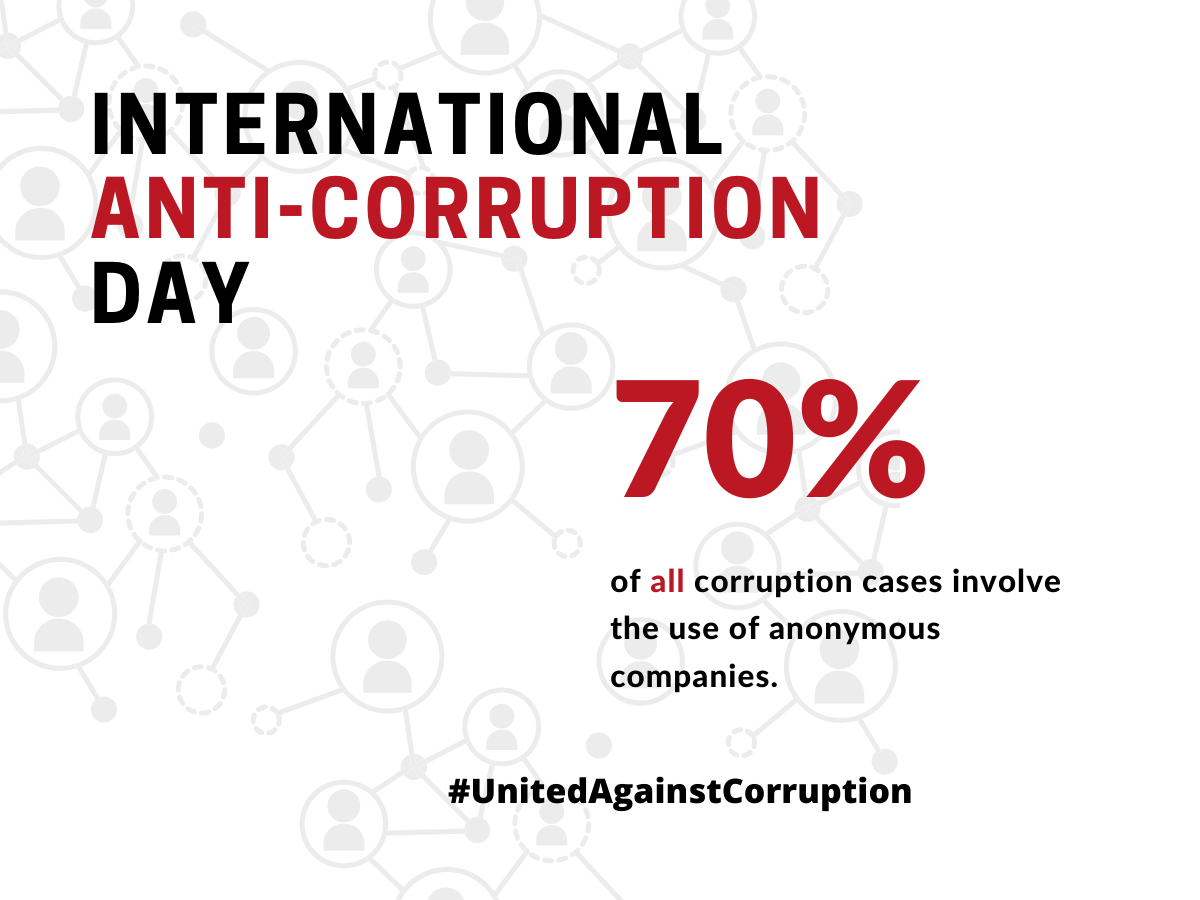 INTERNATIONAL
ANTI-CORRUPTION
DAY
70%
of all corruption cases involve
the use of anonymous
companies.
#UnitedAgainstCorruption